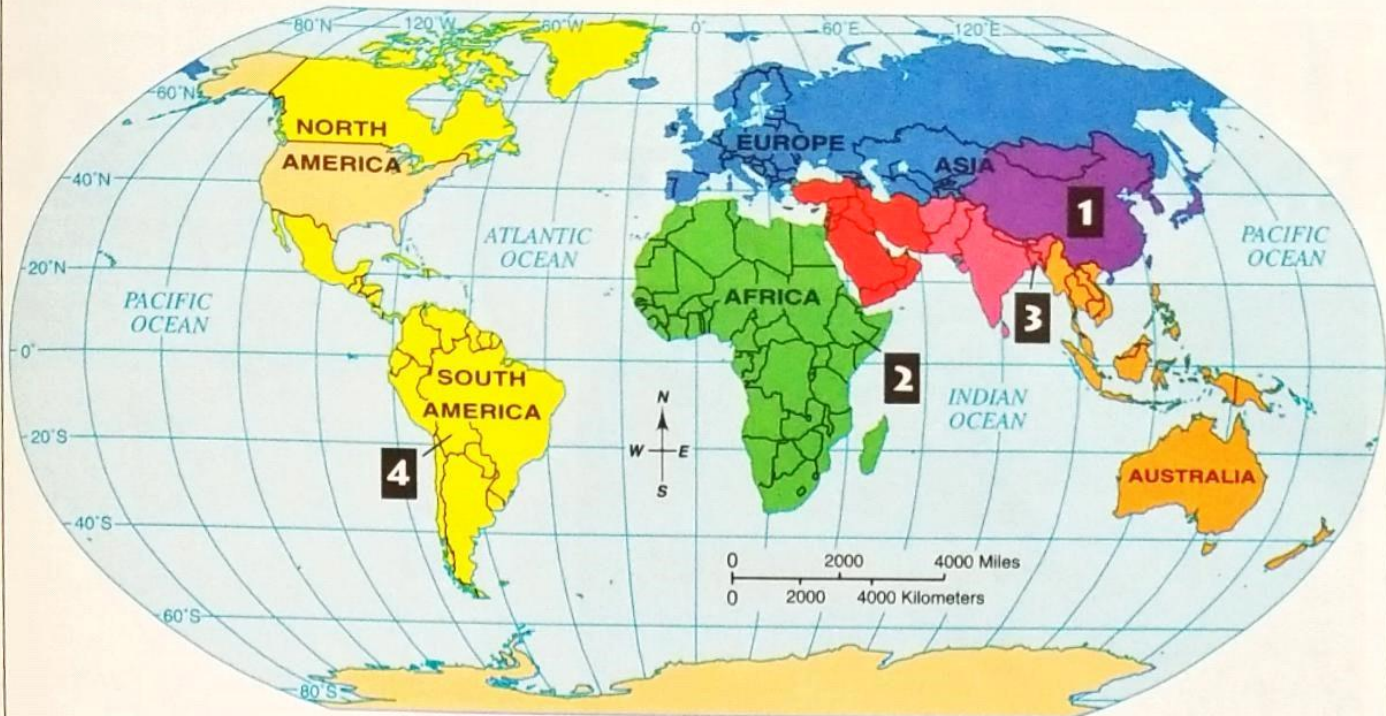 80°N
120°W
60°W
0°
60°E
120°E
60°N
NORTH
AMERICA
EUROPE
ASIA
40°N
1
ATLANTIC
OCEAN
PACIFIC
OCEAN
20°N
PACIFIC
OCEAN
AFRICA
3
0°
SOUTH
AMERICA
2
INDIAN
OCEAN
N
W E
S
20°S
4
AUSTRALIA
40°S
0 2000 4000 Miles
0 2000 4000 Kilometers
60°S
80°S